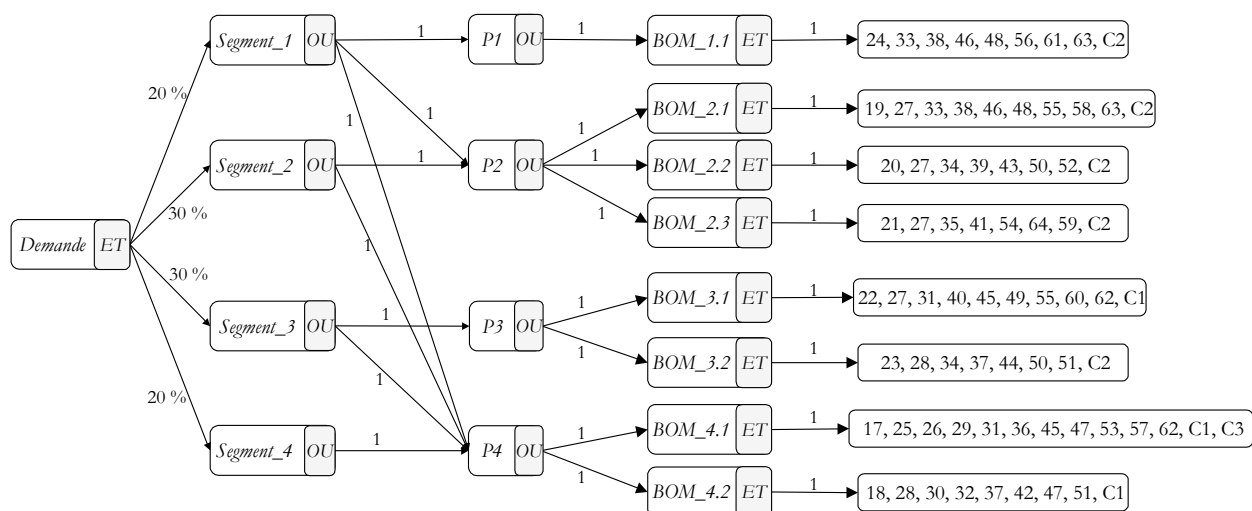 Segment_1 OU 1 P1 OU 1 BOM_1.1 ET 1 24, 33, 38, 46, 48, 56, 61, 63, C2
20 % 1 1 BOM_2.1 ET 1 19, 27, 33, 38, 46, 48, 55, 58, 63, C2
1
Segment_2 OU 1 P2 OU 1 BOM_2.2 ET 1 20, 27, 34, 39, 43, 50, 52, C2
30 % 1 BOM_2.3 ET 1 21, 27, 35, 41, 54, 64, 59, C2
Demande ET 1
30 % 1 BOM_3.1 ET 1 22, 27, 31, 40, 45, 49, 55, 60, 62, C1
Segment_3 OU 1 P3 OU
1 1 BOM_3.2 ET 1 23, 28, 34, 37, 44, 50, 51, C2
20 % 1 BOM_4.1 ET 1 17, 25, 26, 29, 31, 36, 45, 47, 53, 57, 62, C1, C3
Segment_4 OU 1 P4 OU
1 BOM_4.2 ET 1 18, 28, 30, 32, 37, 42, 47, 51, C1